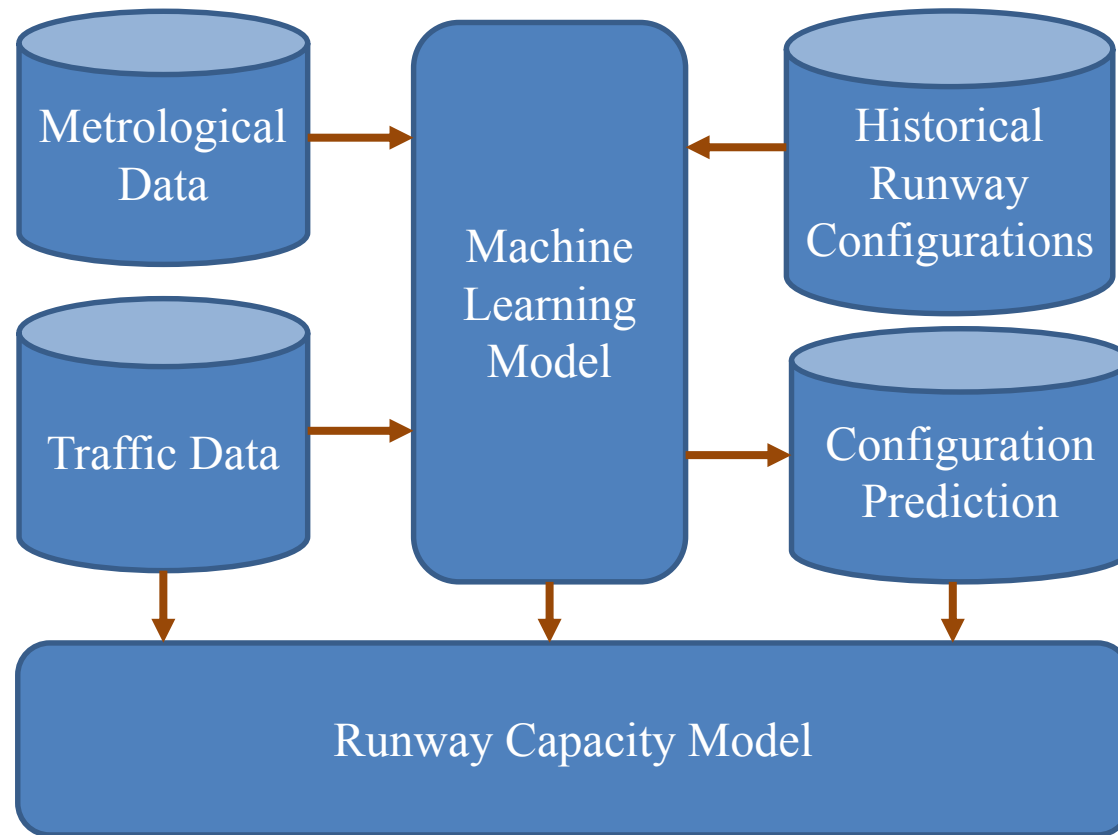 Metrological
Data
Machine
Learning
Model
Historical
Runway
Configurations
Traffic Data
Configuration
Prediction
Runway Capacity Model